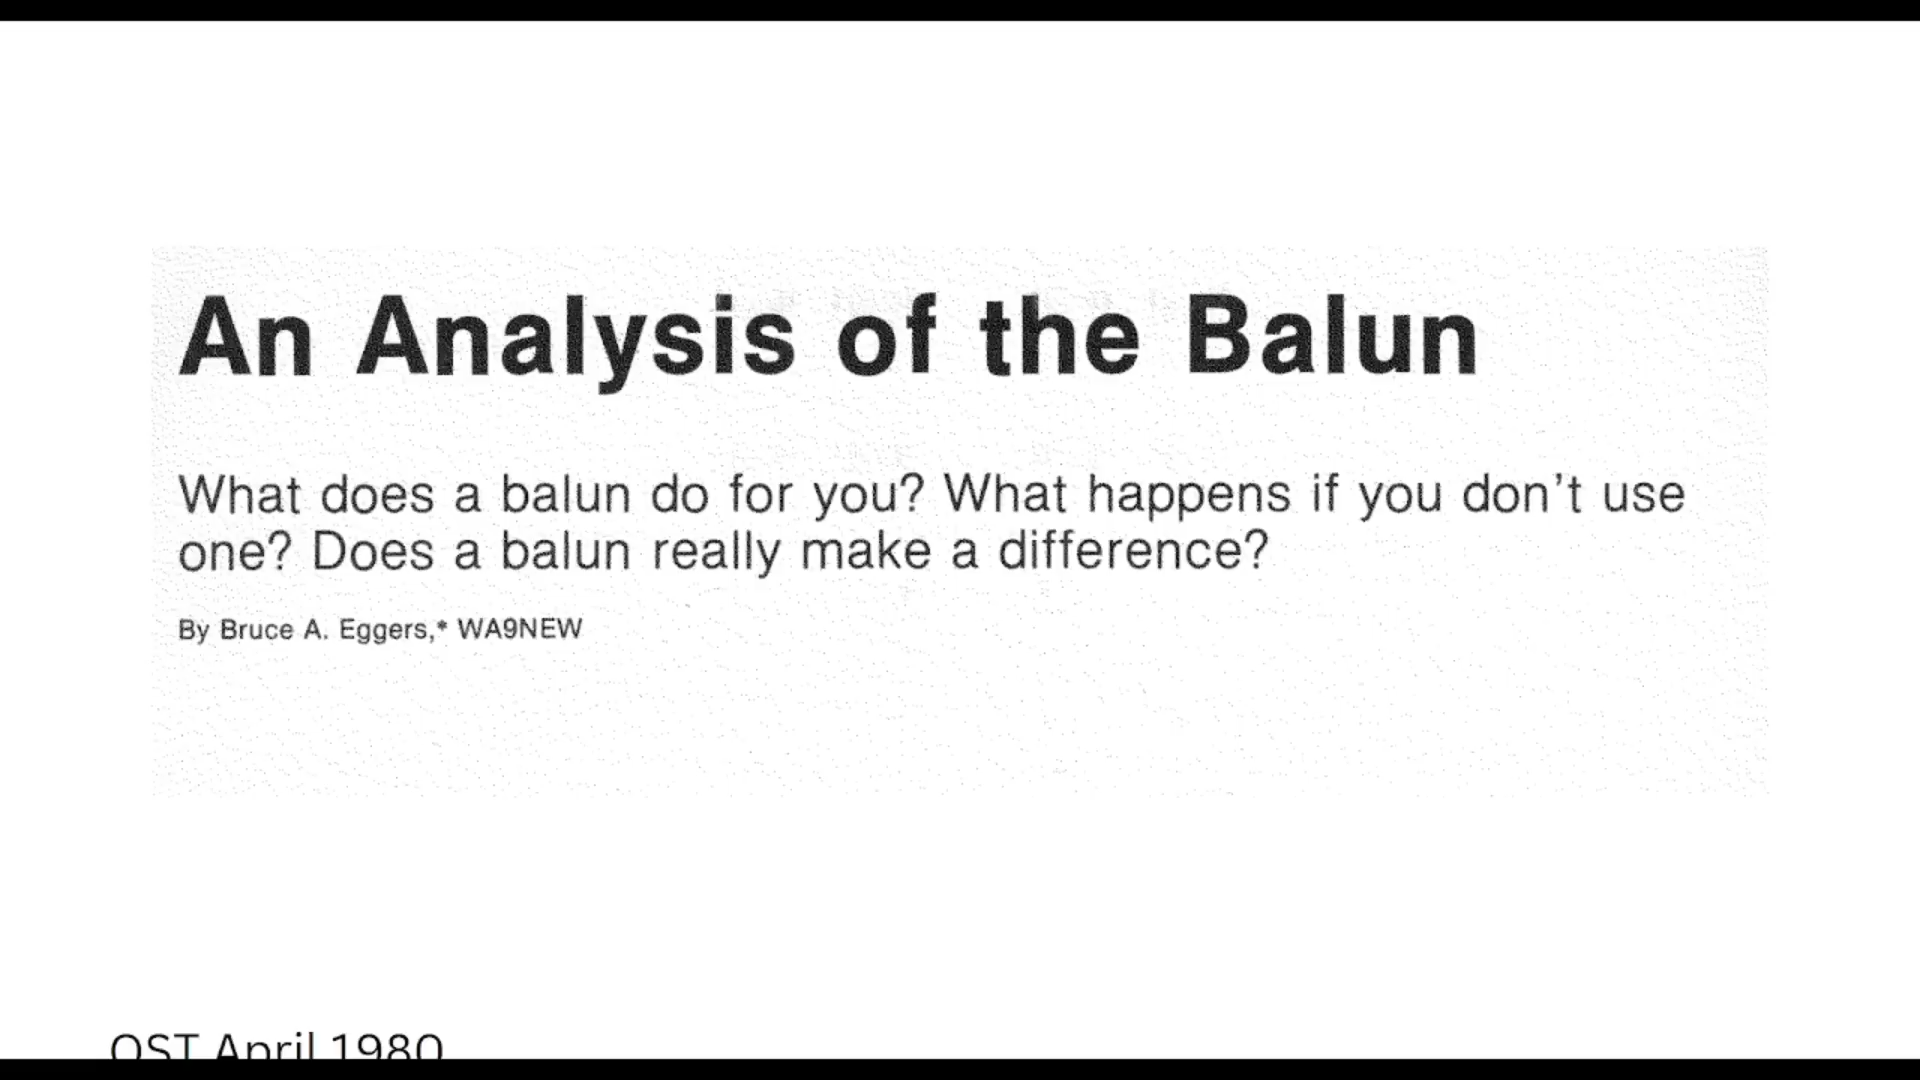 An Analysis of the Balun
What does a balun do for you? What happens if you don't use
one? Does a balun really make a difference?
By Bruce A. Eggers,* WA9NEW
QST April 1980